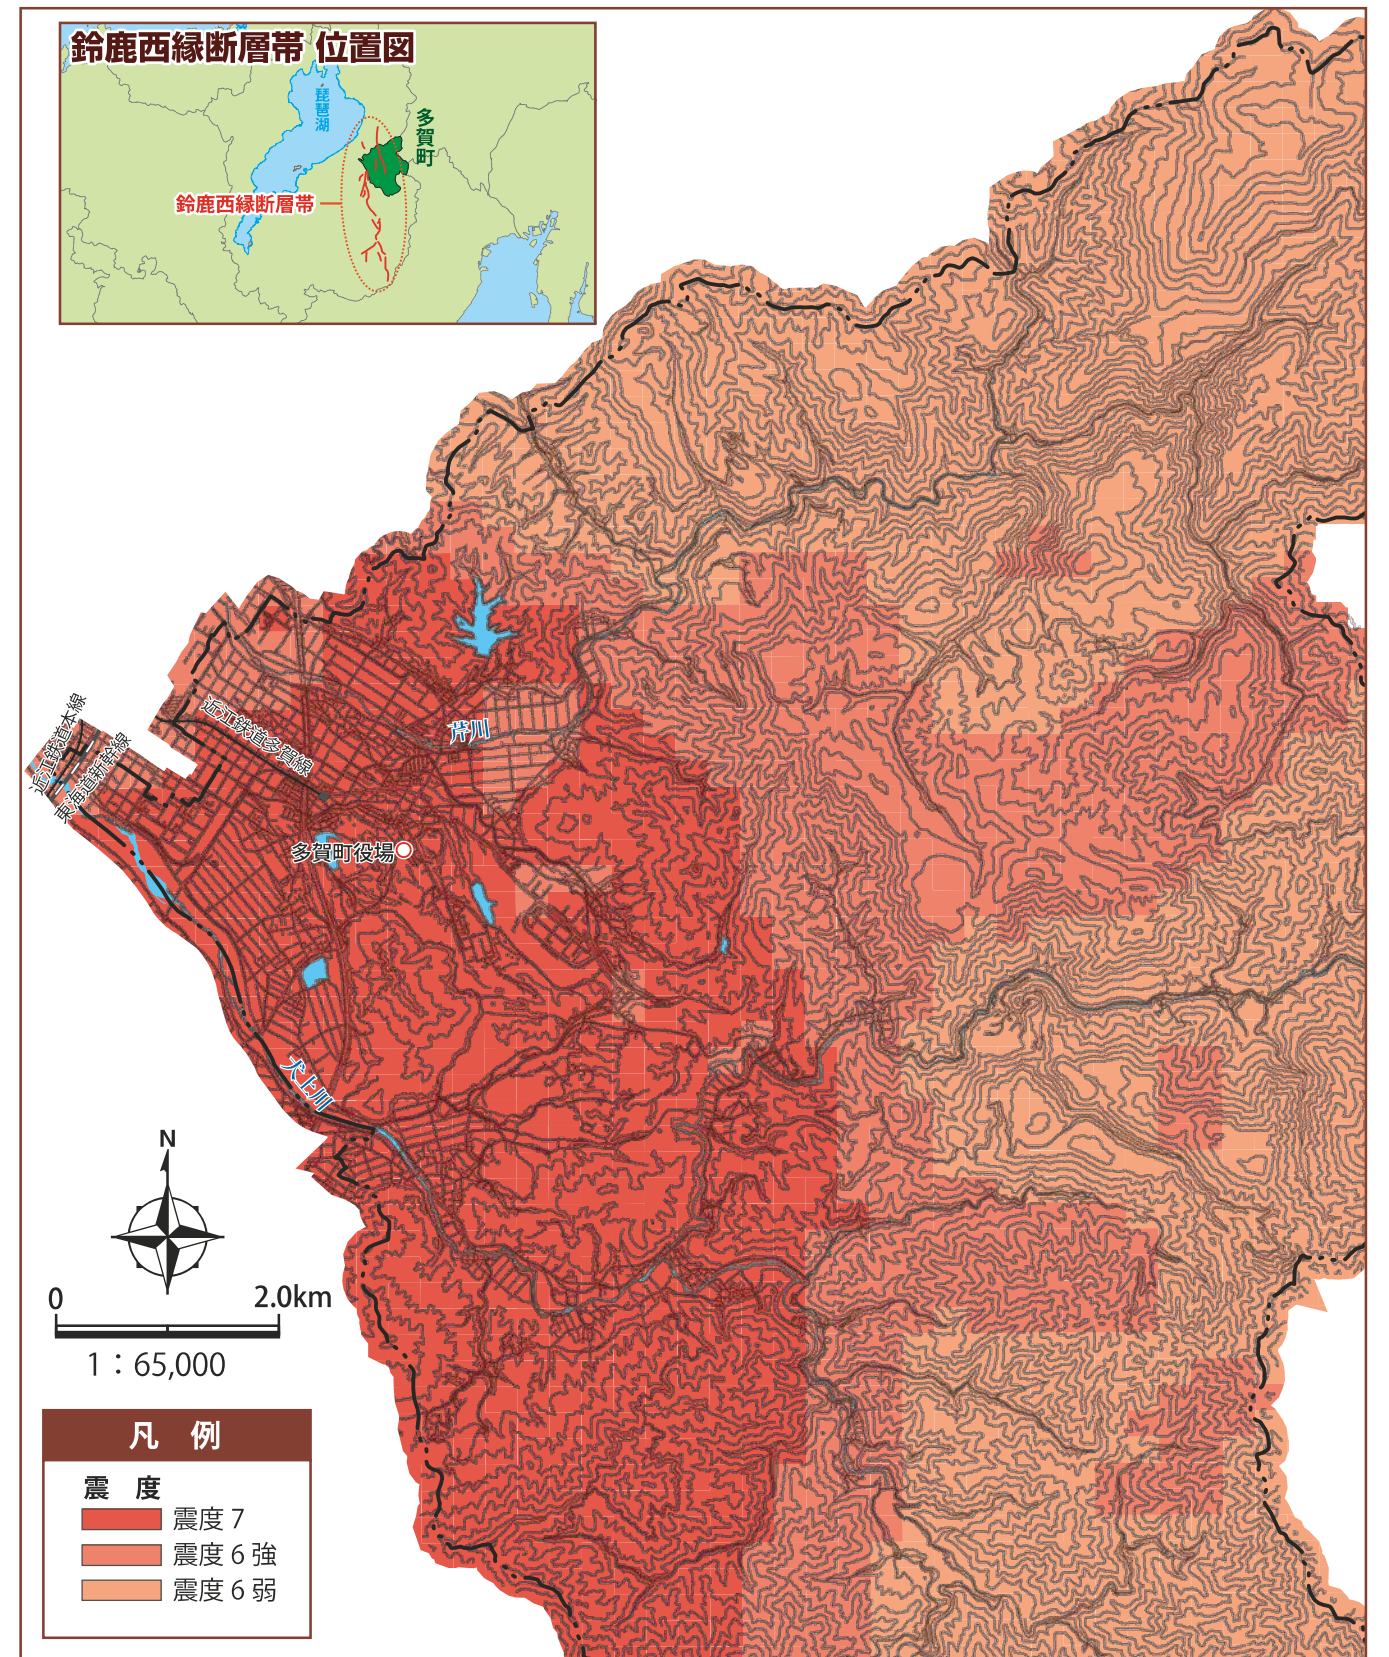 鈴鹿西縁断層帯 位置図
琵琶湖
多賀町
鈴鹿西縁断層帯
近江鉄道本線
東海道新幹線
近江鉄道多賀線
芹川
多賀町役場
犬上川
N
0 2.0km
1：65,000
凡 例
震 度
震度７
震度６強
震度６弱